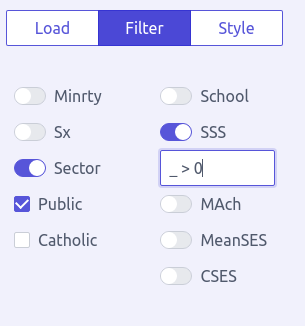 Load Filter Style
Minrty School
Sx SSS
Sector _ > 0
Public MAch
Catholic MeanSES
CSES